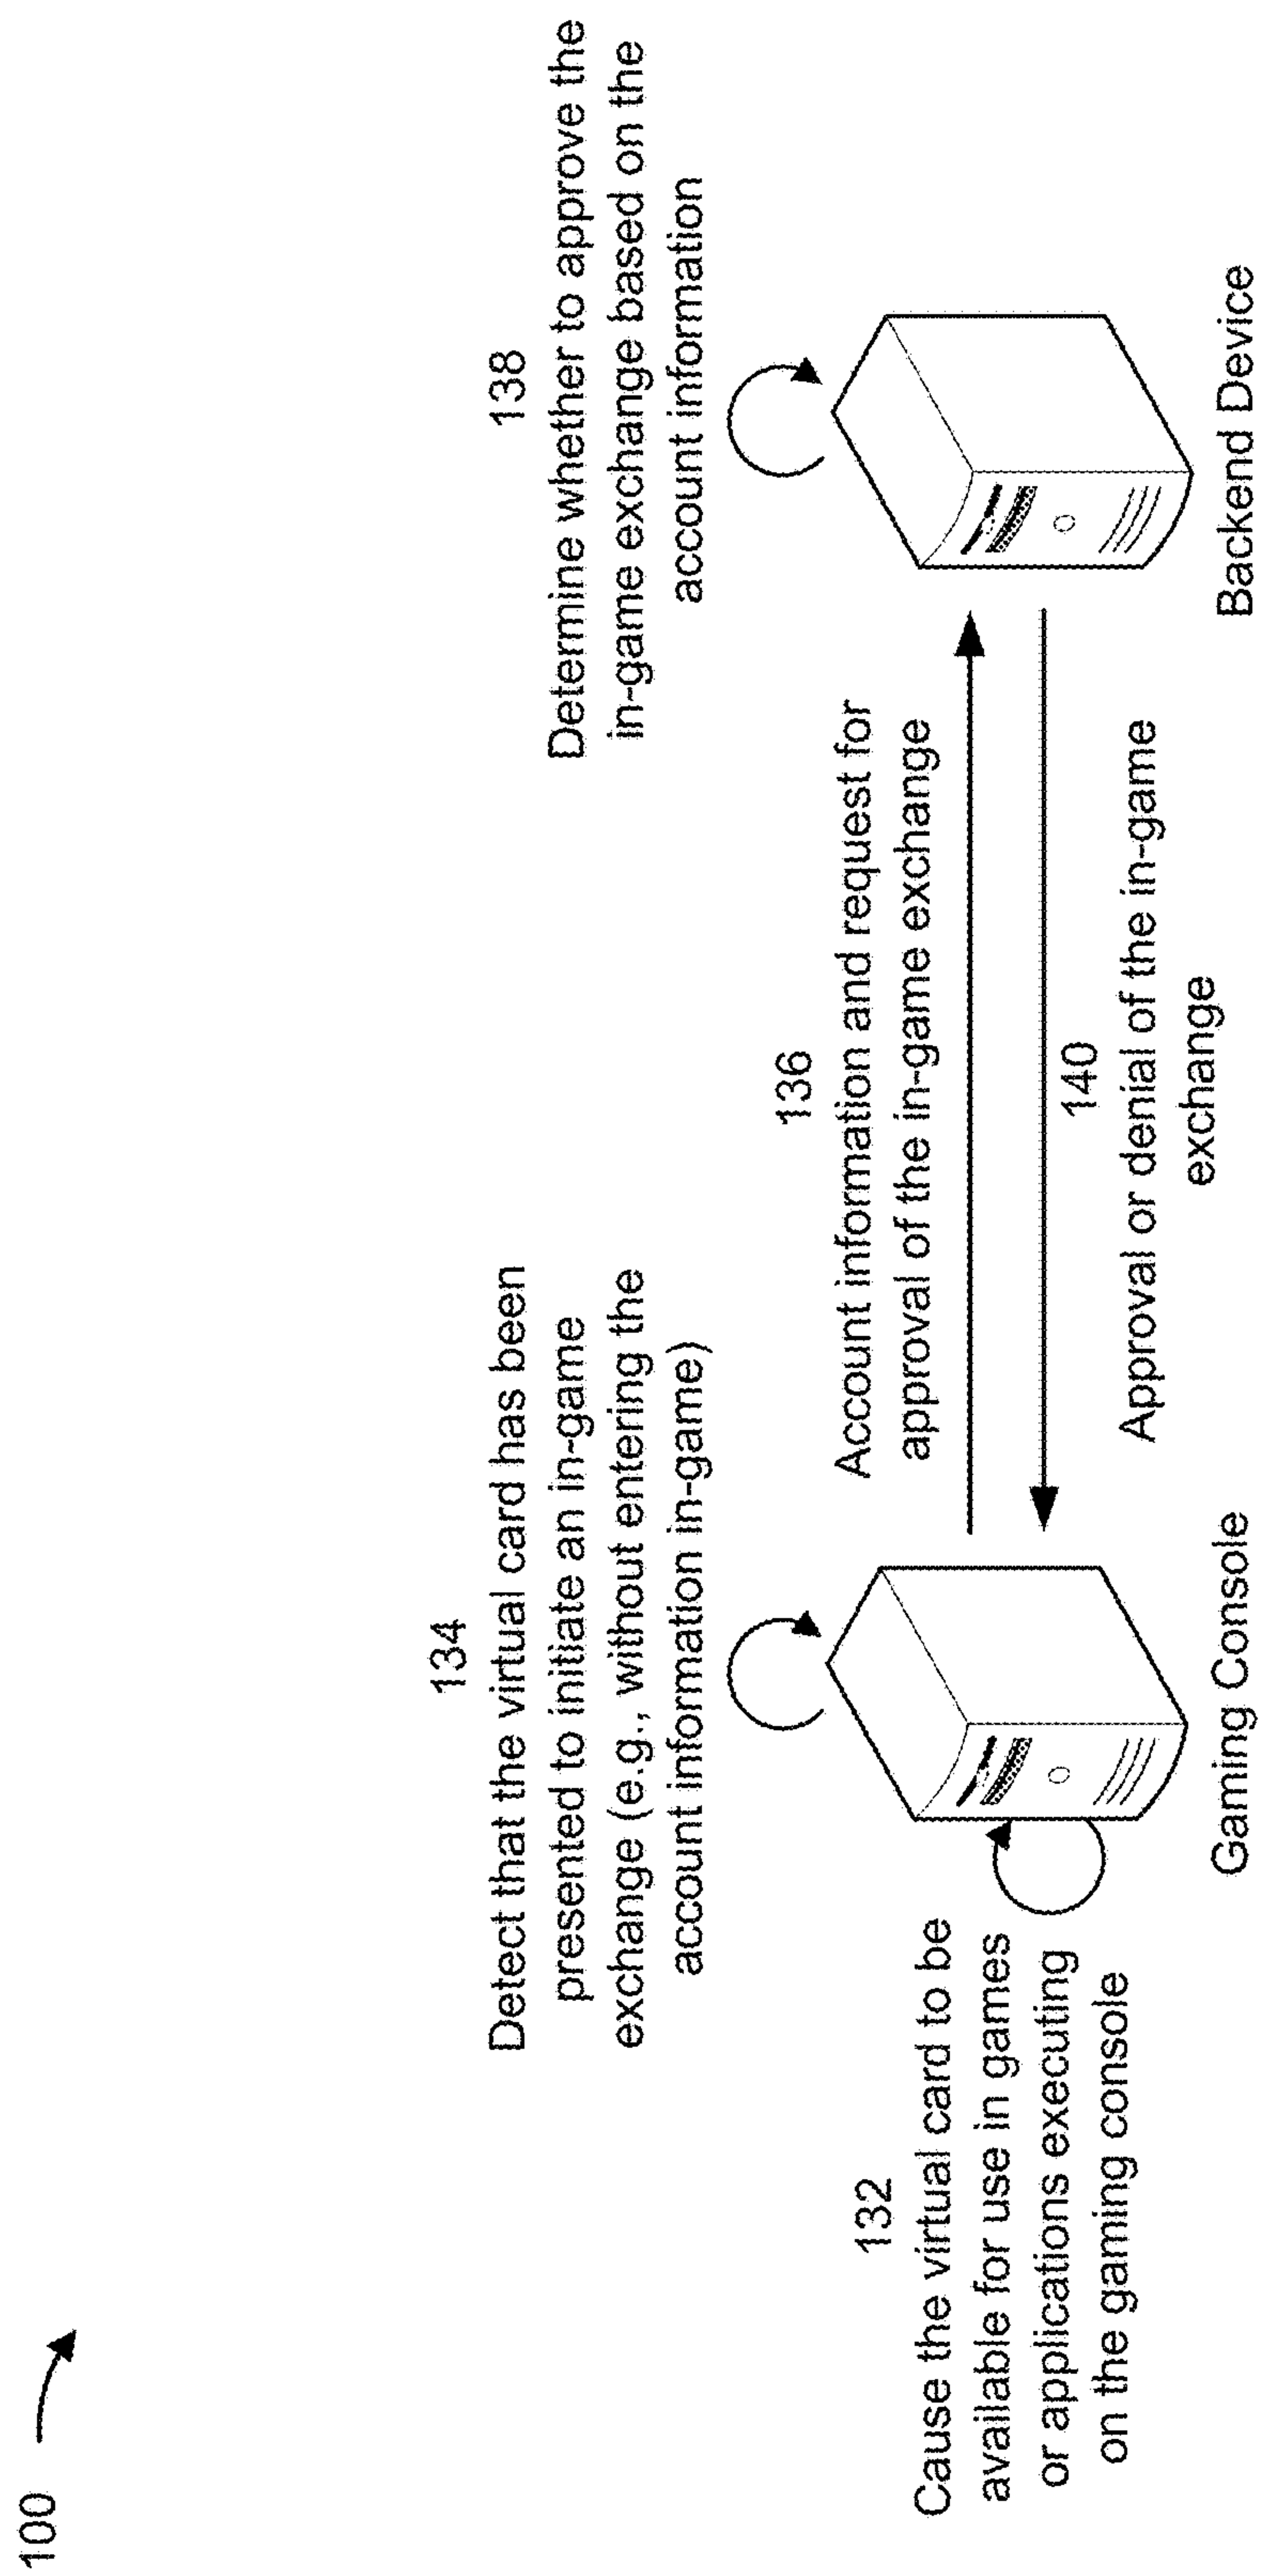 100
132
Cause the virtual card to be
available for use in games
or applications executing
on the gaming console
134
Detect that the virtual card has been
presented to initiate an in-game
exchange (e.g., without entering the
account information in-game)
Gaming Console
136
Account information and request for
approval of the in-game exchange
140
Approval or denial of the in-game
exchange
138
Determine whether to approve the
in-game exchange based on the
account information
Backend Device